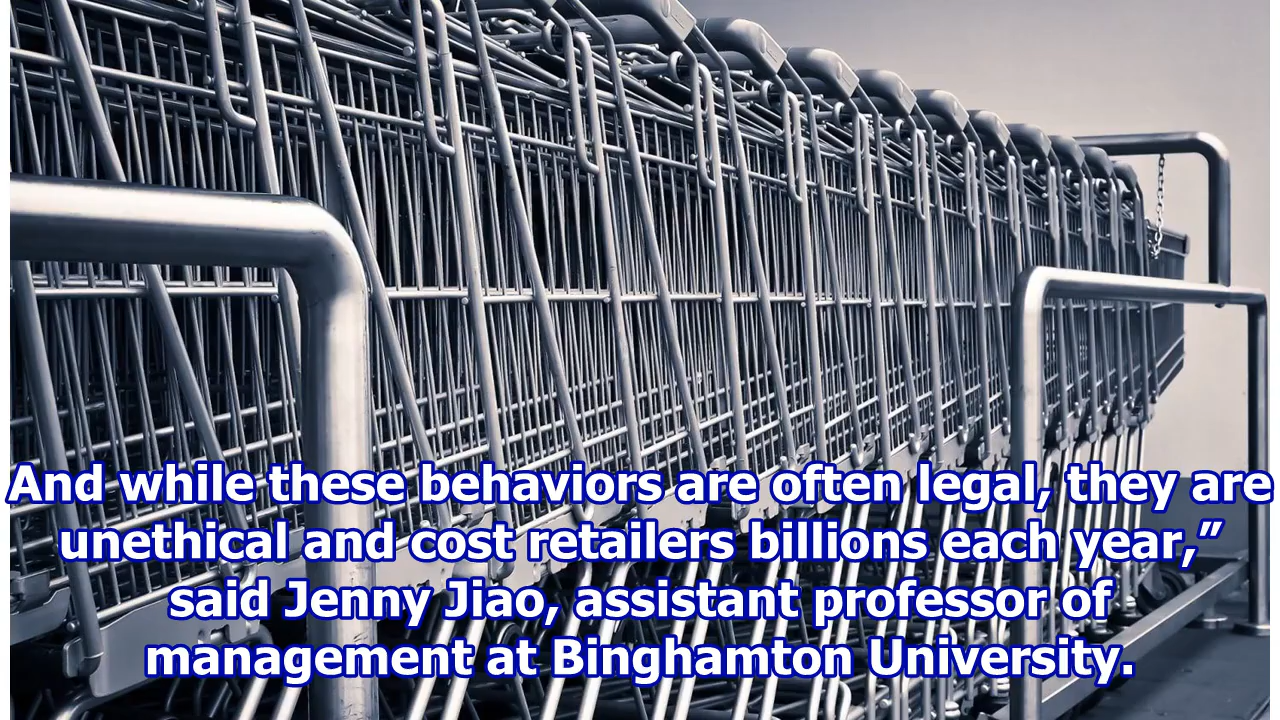 And while these behaviors are often legal, they are
unethical and cost retailers billions each year,”
said Jenny Jiao, assistant professor of
management at Binghamton University.